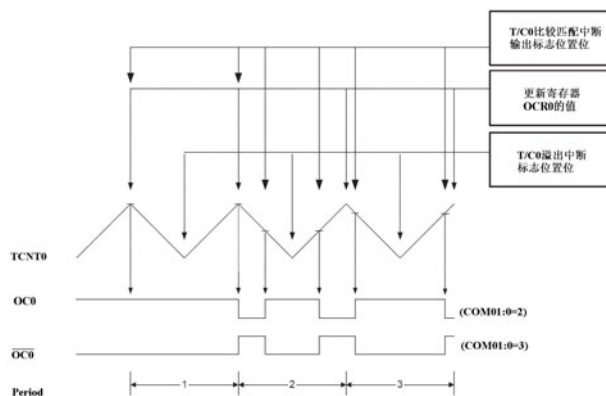 T/C0比较匹配中断
输出标志位置位
更新寄存器
OCR0的值
T/C0溢出中断
标志位置位
TCNT0
OC0
(COM01:0=2)
OC0
(COM01:0=3)
Period
1
2
3